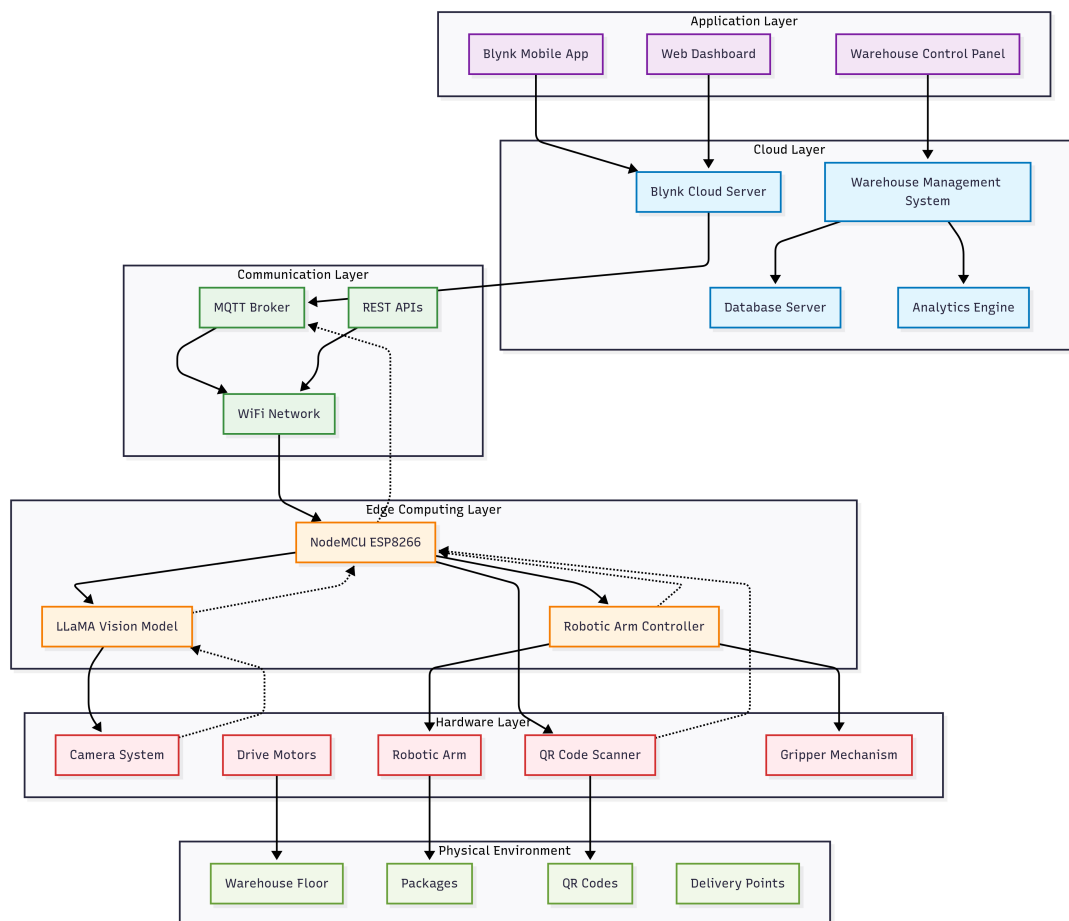 Application Layer
Blynk Mobile App
Web Dashboard
Warehouse Control Panel
Cloud Layer
Blynk Cloud Server
Warehouse Management
System
Database Server
Analytics Engine
Communication Layer
MQTT Broker
REST APIs
WiFi Network
Edge Computing Layer
NodeMCU ESP8266
LLaMA Vision Model
Robotic Arm Controller
Hardware Layer
Camera System
Drive Motors
Robotic Arm
QR Code Scanner
Gripper Mechanism
Physical Environment
Warehouse Floor
Packages
QR Codes
Delivery Points